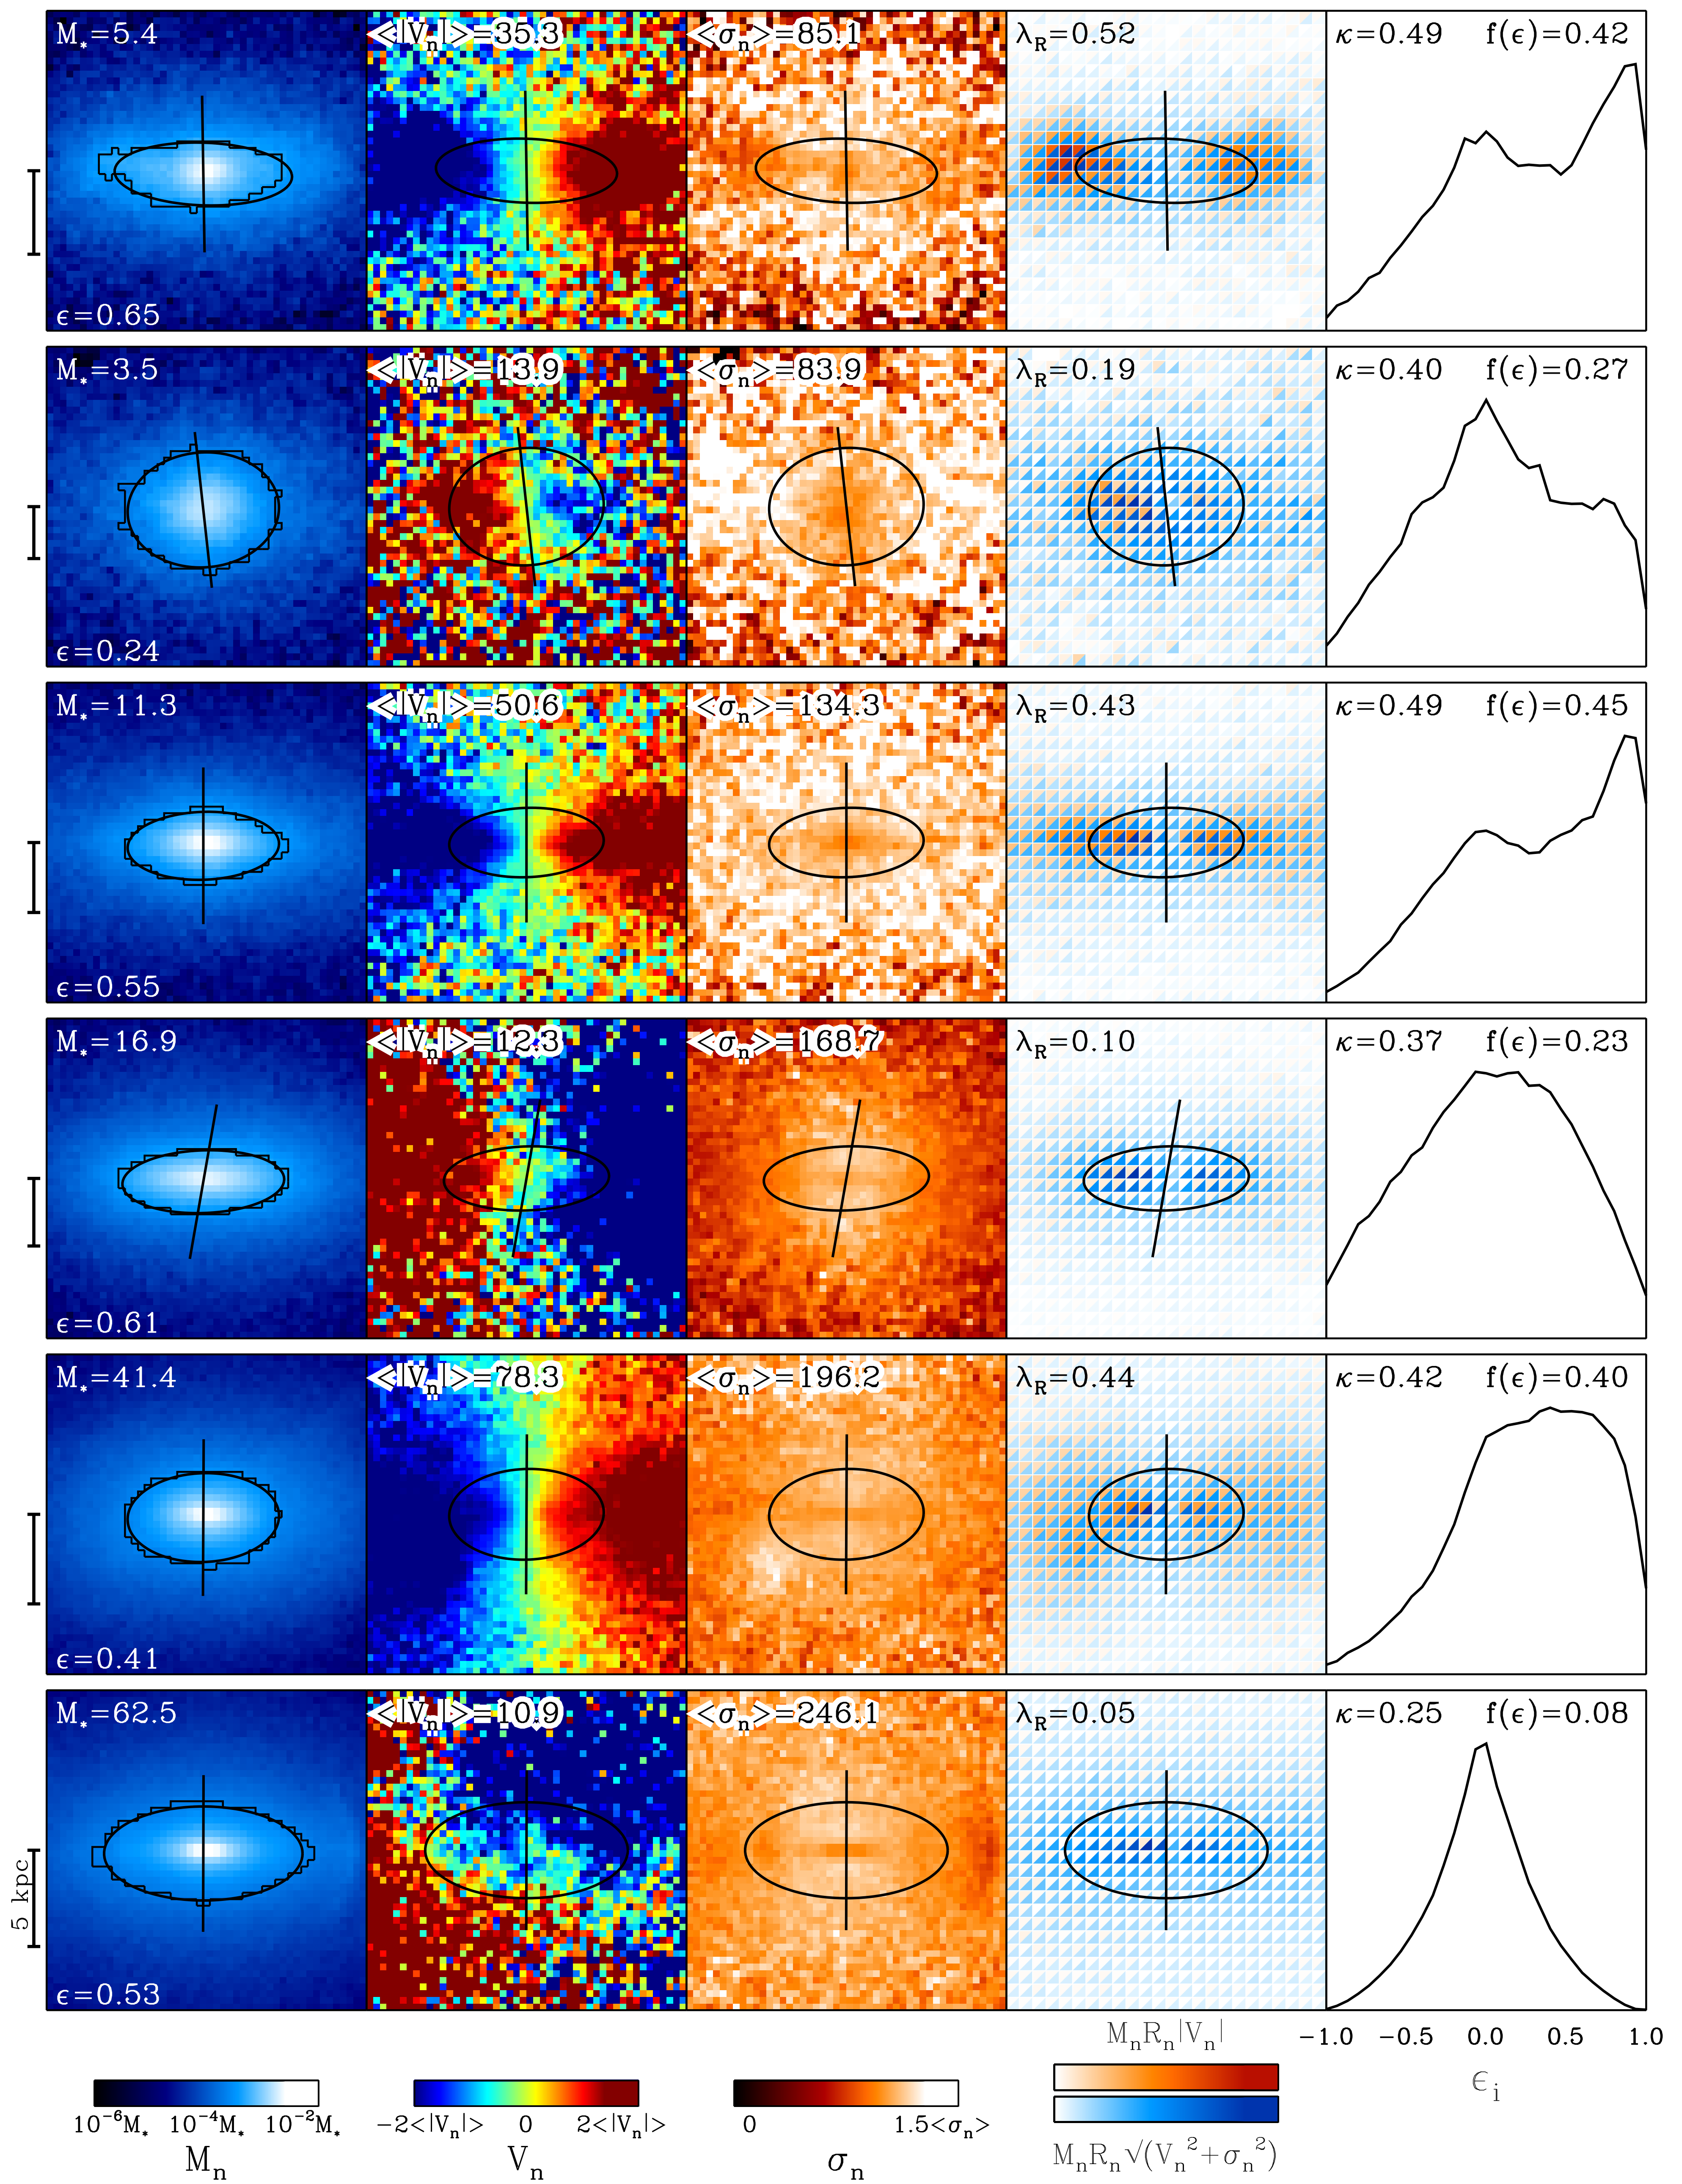 M*=5.4 <|Vn|>=35.3 <σn>=85.1 λR=0.52 κ=0.49 f(ϵ)=0.42
ϵ=0.65
M*=3.5 <|Vn|>=13.9 <σn>=83.9 λR=0.19 κ=0.40 f(ϵ)=0.27
ϵ=0.24
M*=11.3 <|Vn|>=50.6 <σn>=134.3 λR=0.43 κ=0.49 f(ϵ)=0.45
ϵ=0.55
M*=16.9 <|Vn|>=12.3 <σn>=168.7 λR=0.10 κ=0.37 f(ϵ)=0.23
ϵ=0.61
M*=41.4 <|Vn|>=78.3 <σn>=196.2 λR=0.44 κ=0.42 f(ϵ)=0.40
ϵ=0.41
M*=62.5 <|Vn|>=10.9 <σn>=246.1 λR=0.05 κ=0.25 f(ϵ)=0.08
5 kpc
ϵ=0.53
MnRn|Vn| −1.0 −0.5 0.0 0.5 1.0
ϵi
10⁻⁶M* 10⁻⁴M* 10⁻²M* −2<|Vn|> 0 2<|Vn|> 0 1.5<σn>
Mn Vn σn MnRn√(Vn²+σn²)